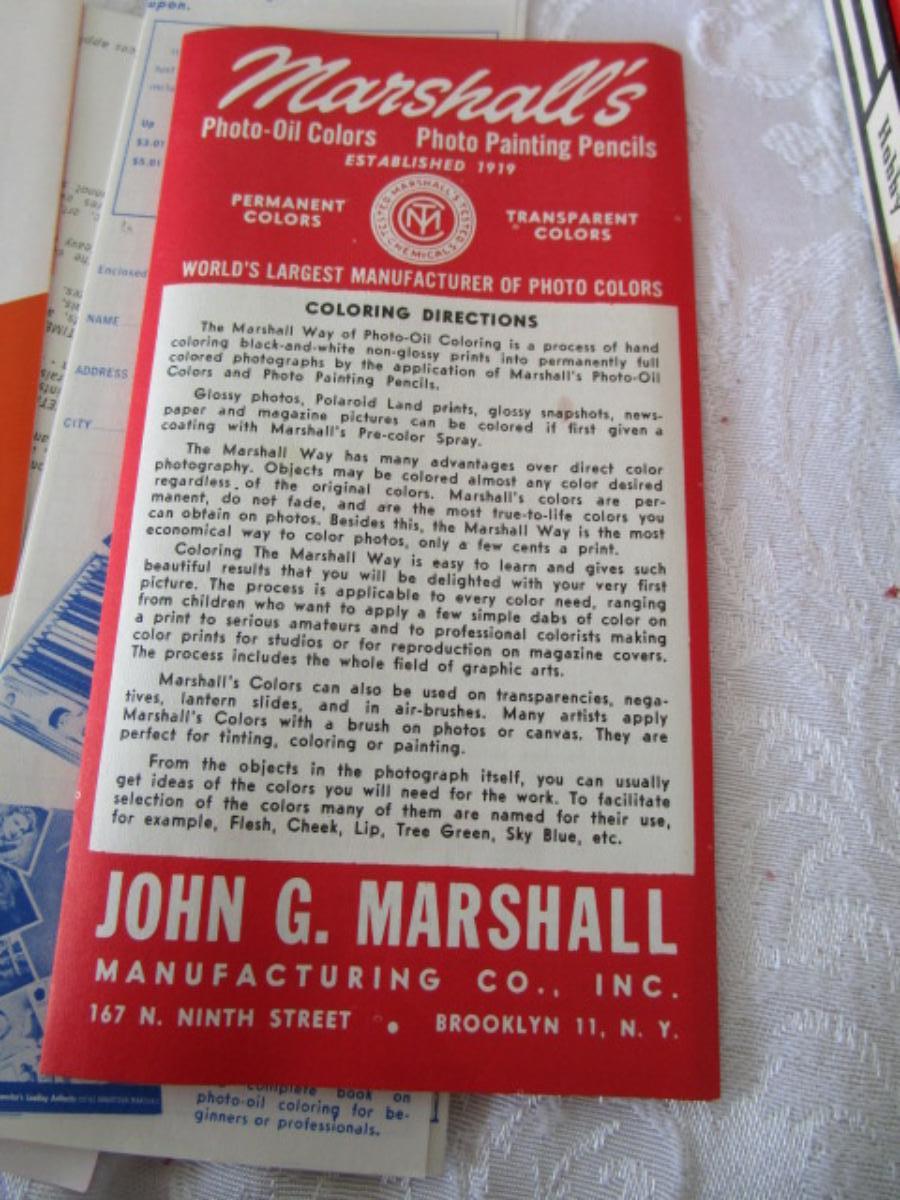 Marshall's
Photo-Oil Colors Photo Painting Pencils
ESTABLISHED 1919
PERMANENT COLORS
MARSHALL'S TESTED CHEMICALS
TRANSPARENT COLORS
WORLD'S LARGEST MANUFACTURER OF PHOTO COLORS
COLORING DIRECTIONS
The Marshall Way of Photo-Oil Coloring is a process of hand
coloring black-and-white non-glossy prints into permanently full
colored photographs by the application of Marshall's Photo-Oil
Colors and Photo Painting Pencils.
Glossy photos, Polaroid Land prints, glossy snapshots, news-
paper and magazine pictures can be colored if first given a
coating with Marshall's Pre-color Spray.
The Marshall Way has many advantages over direct color
photography. Objects may be colored almost any color desired
regardless of the original colors. Marshall's colors are per-
manent, do not fade, and are the most true-to-life colors you
can obtain on photos. Besides this, the Marshall Way is the most
economical way to color photos, only a few cents a print.
Coloring The Marshall Way is easy to learn and gives such
beautiful results that you will be delighted with your very first
picture. The process is applicable to every color need, ranging
from children who want to apply a few simple dabs of color on
a print to serious amateurs and to professional colorists making
color prints for studios or for reproduction on magazine covers.
The process includes the whole field of graphic arts.
Marshall's Colors can also be used on transparencies, nega-
tives, lantern slides, and in air-brushes. Many artists apply
Marshall's Colors with a brush on photos or canvas. They are
perfect for tinting, coloring or painting.
From the objects in the photograph itself, you can usually
get ideas of the colors you will need for the work. To facilitate
selection of the colors many of them are named for their use,
for example, Flesh, Cheek, Lip, Tree Green, Sky Blue, etc.
JOHN G. MARSHALL
MANUFACTURING CO., INC.
167 N. NINTH STREET • BROOKLYN 11, N. Y.
upon.
Up
$3.01
$5.01
Enclosed
NAME
ADDRESS
CITY
complete book on
photo-oil coloring for be-
ginners or professionals.
Hobby